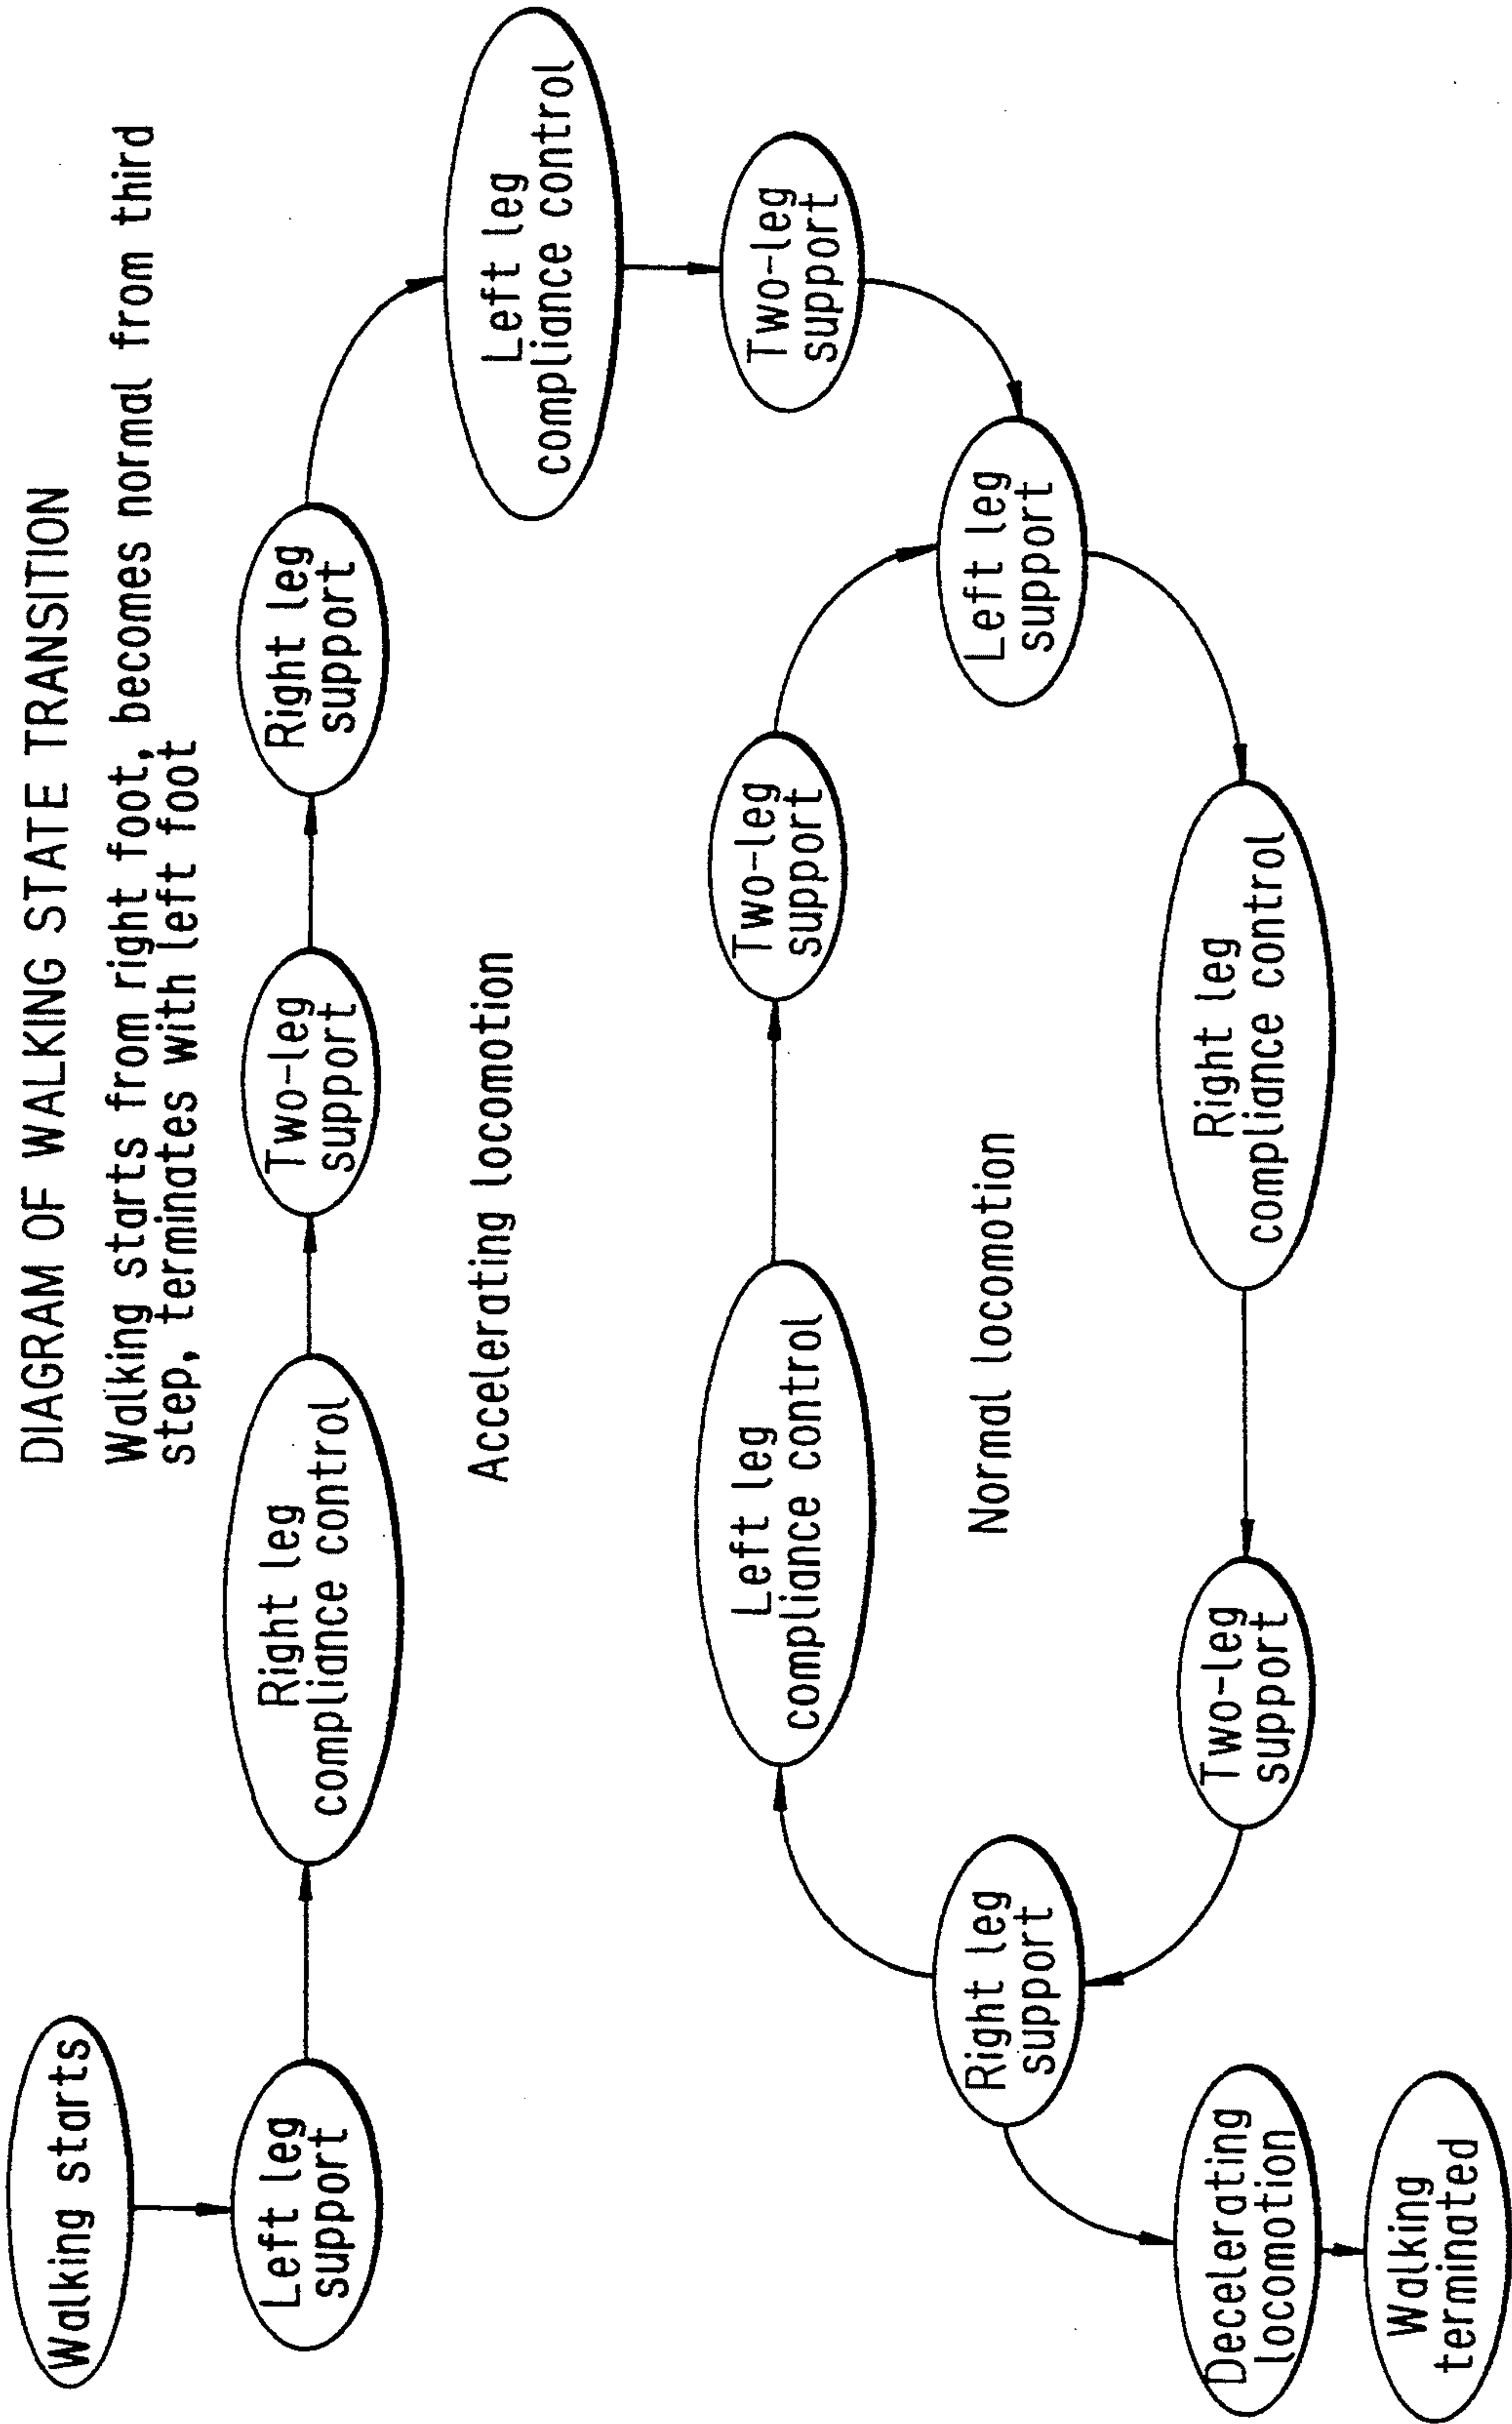 DIAGRAM OF WALKING STATE TRANSITION
Walking starts from right foot, becomes normal from third
step, terminates with left foot
Walking starts
Left leg
support
Right leg
compliance control
Two-leg
support
Right leg
support
Left leg
compliance control
Two-leg
support
Accelerating locomotion
Left leg
support
Right leg
compliance control
Two-leg
support
Right leg
support
Left leg
compliance control
Two-leg
support
Normal locomotion
Decelerating
locomotion
Walking
terminated